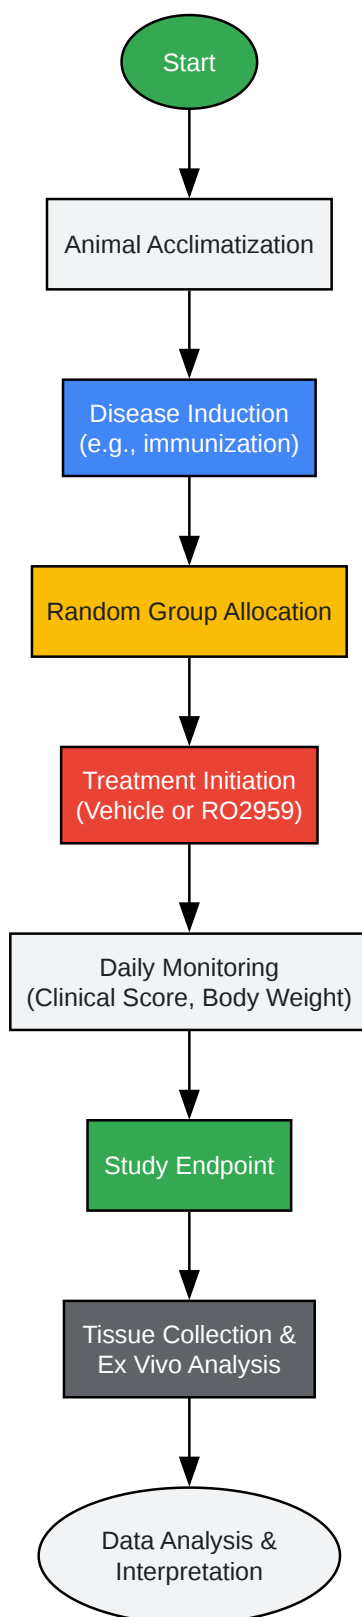 Start
Animal Acclimatization
Disease Induction
(e.g., immunization)
Random Group Allocation
Treatment Initiation
(Vehicle or RO2959)
Daily Monitoring
(Clinical Score, Body Weight)
Study Endpoint
Tissue Collection &
Ex Vivo Analysis
Data Analysis &
Interpretation